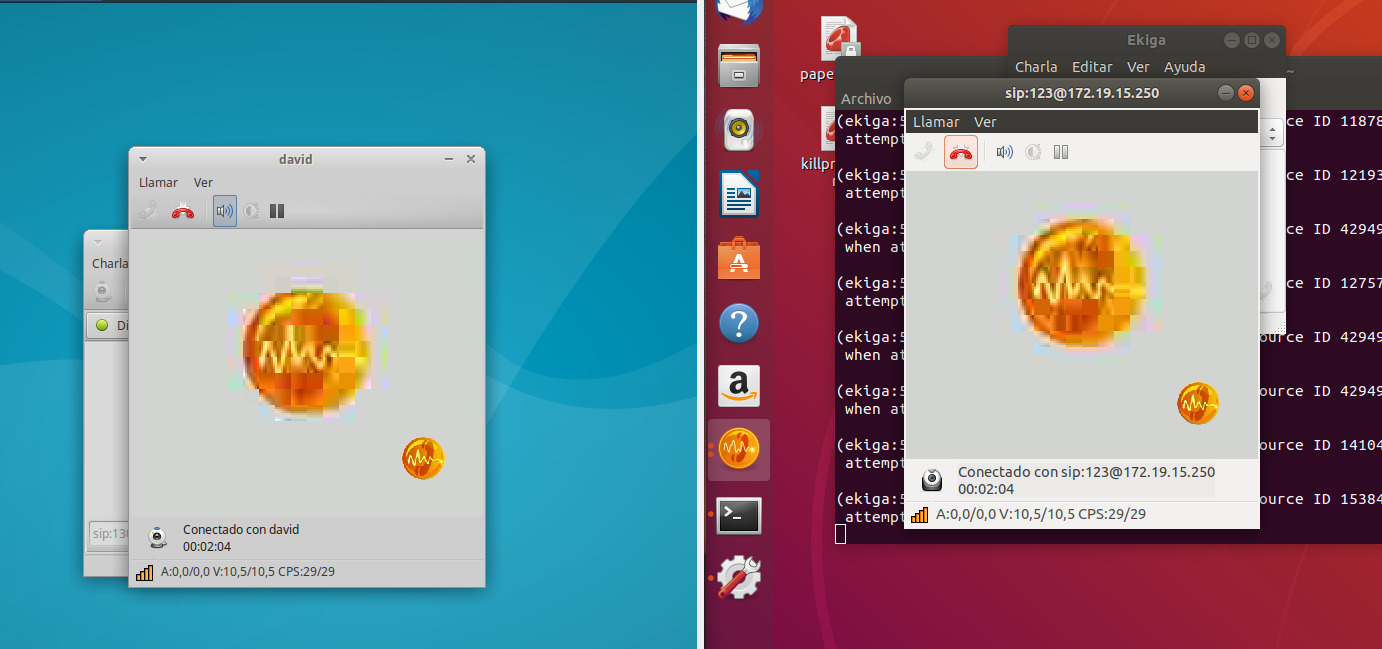 david
Llamar Ver
Charla
Di
sip:13
Conectado con david
00:02:04
A:0,0/0,0 V:10,5/10,5 CPS:29/29
pape
killpr
Ekiga
Charla Editar Ver Ayuda
Archivo
~
sip:123@172.19.15.250
Llamar Ver
(ekiga:5
rce ID 11878
attempt
(ekiga:5
rce ID 12193
attempt
(ekiga:5
rce ID 42949
when at
(ekiga:5
rce ID 12757
attempt
(ekiga:5
ource ID 42949
when at
(ekiga:5
ource ID 42949
when at
(ekiga:5
ource ID 14104
attempt
(ekiga:5
ource ID 15384
attempt
Conectado con sip:123@172.19.15.250
00:02:04
A:0,0/0,0 V:10,5/10,5 CPS:29/29